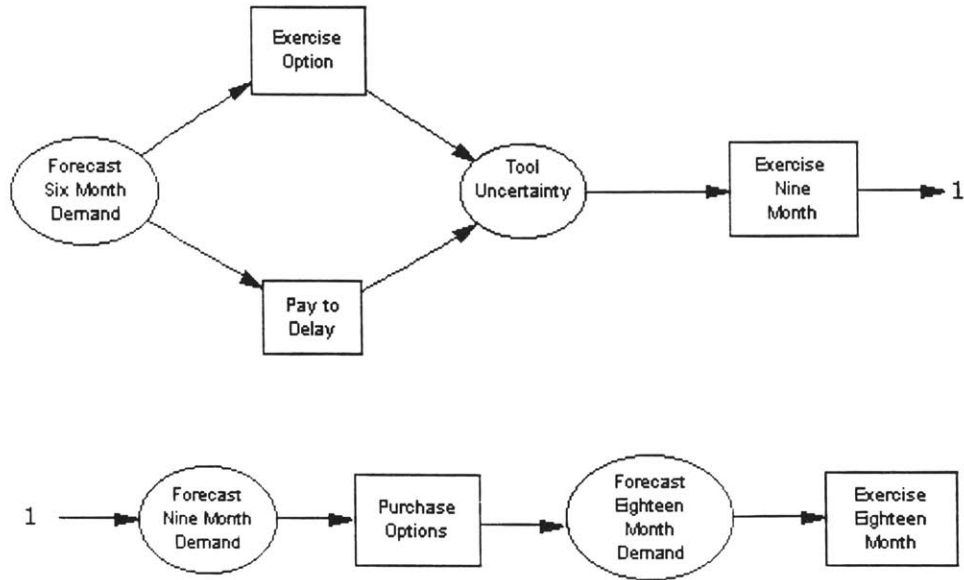 Exercise
Option
Forecast
Six Month
Demand
Tool
Uncertainty
Exercise
Nine
Month
1
Pay to
Delay
1
Forecast
Nine Month
Demand
Purchase
Options
Forecast
Eighteen
Month
Demand
Exercise
Eighteen
Month